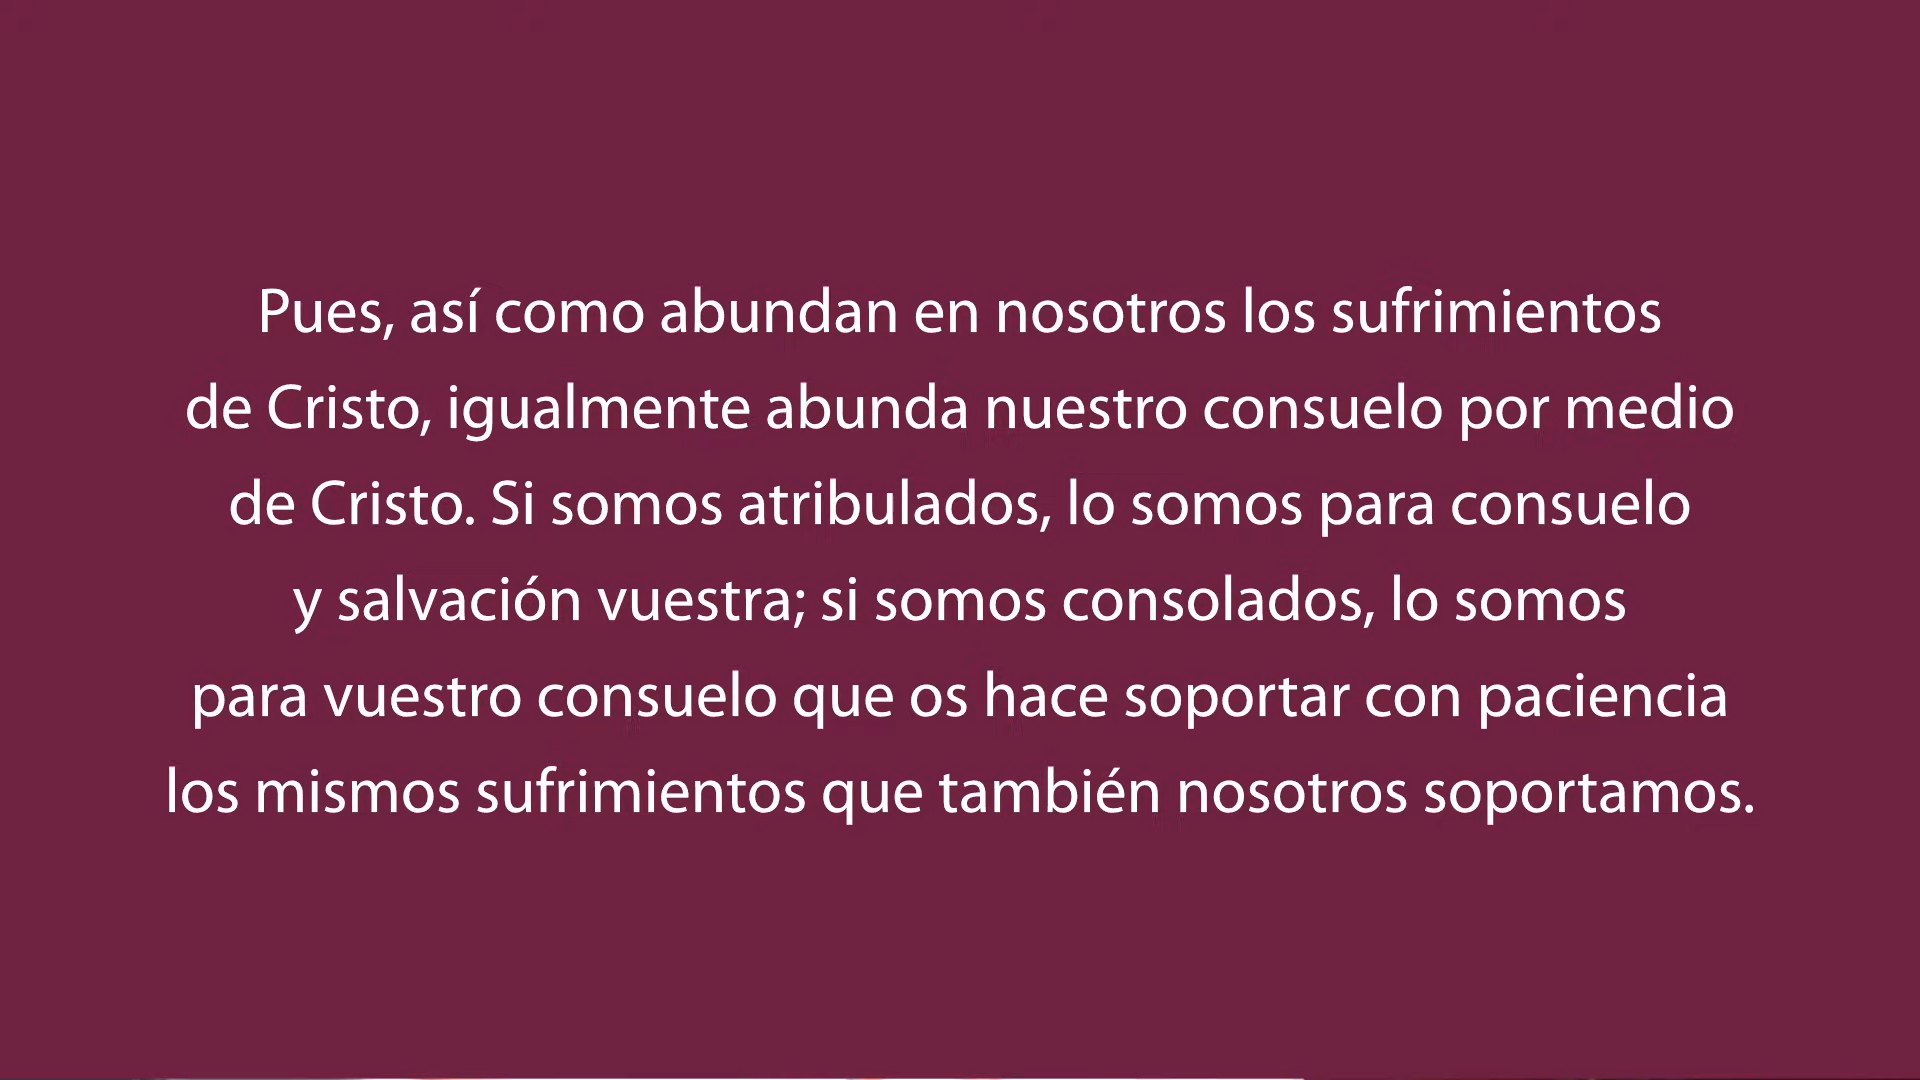 Pues, así como abundan en nosotros los sufrimientos
de Cristo, igualmente abunda nuestro consuelo por medio
de Cristo. Si somos atribulados, lo somos para consuelo
y salvación vuestra; si somos consolados, lo somos
para vuestro consuelo que os hace soportar con paciencia
los mismos sufrimientos que también nosotros soportamos.